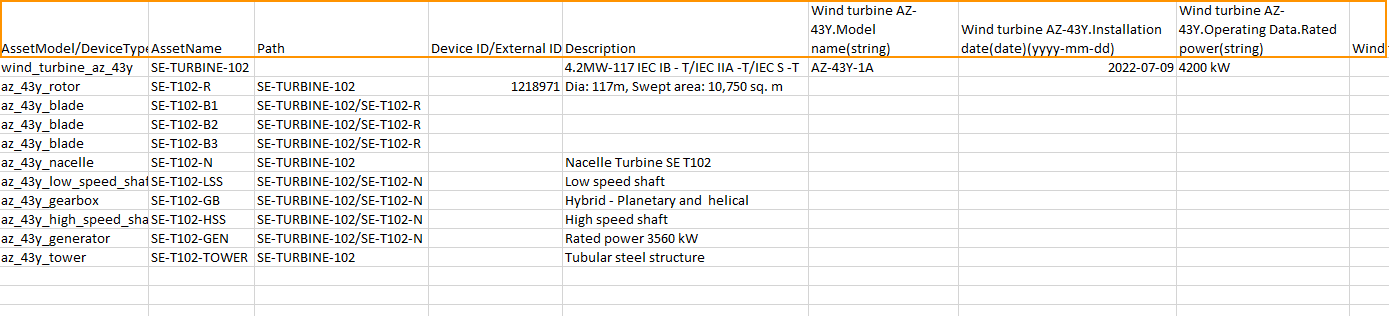 AssetModel/DeviceType AssetName Path Device ID/External ID Description Wind turbine AZ-43Y.Model name(string) Wind turbine AZ-43Y.Installation date(date)(yyyy-mm-dd) Wind turbine AZ-43Y.Operating Data.Rated power(string) Wind
wind_turbine_az_43y SE-TURBINE-102 4.2MW-117 IEC IB - T/IEC IIA -T/IEC S -T AZ-43Y-1A 2022-07-09 4200 kW
az_43y_rotor SE-T102-R SE-TURBINE-102 1218971 Dia: 117m, Swept area: 10,750 sq. m
az_43y_blade SE-T102-B1 SE-TURBINE-102/SE-T102-R
az_43y_blade SE-T102-B2 SE-TURBINE-102/SE-T102-R
az_43y_blade SE-T102-B3 SE-TURBINE-102/SE-T102-R
az_43y_nacelle SE-T102-N SE-TURBINE-102 Nacelle Turbine SE T102
az_43y_low_speed_shaf SE-T102-LSS SE-TURBINE-102/SE-T102-N Low speed shaft
az_43y_gearbox SE-T102-GB SE-TURBINE-102/SE-T102-N Hybrid - Planetary and helical
az_43y_high_speed_sha SE-T102-HSS SE-TURBINE-102/SE-T102-N High speed shaft
az_43y_generator SE-T102-GEN SE-TURBINE-102/SE-T102-N Rated power 3560 kW
az_43y_tower SE-T102-TOWER SE-TURBINE-102 Tubular steel structure